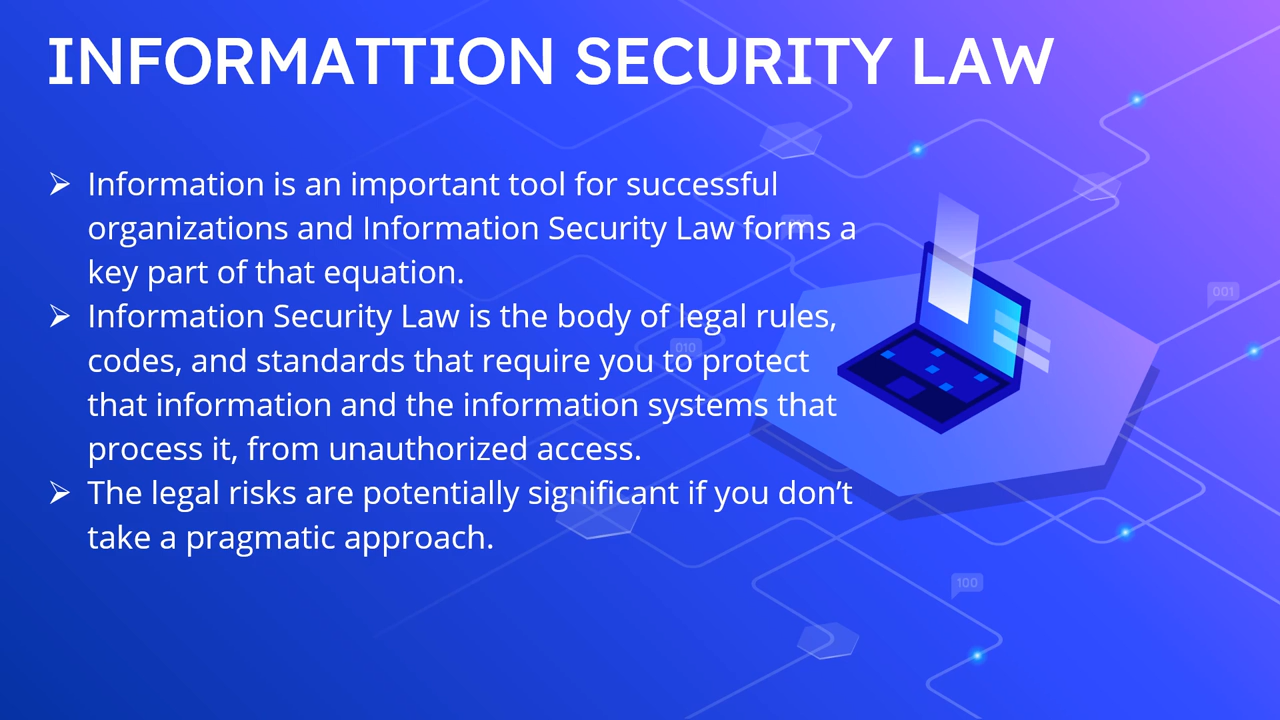 INFORMATTION SECURITY LAW
➢ Information is an important tool for successful
organizations and Information Security Law forms a
key part of that equation.
➢ Information Security Law is the body of legal rules,
codes, and standards that require you to protect
that information and the information systems that
process it, from unauthorized access.
➢ The legal risks are potentially significant if you don’t
take a pragmatic approach.
001
010
100